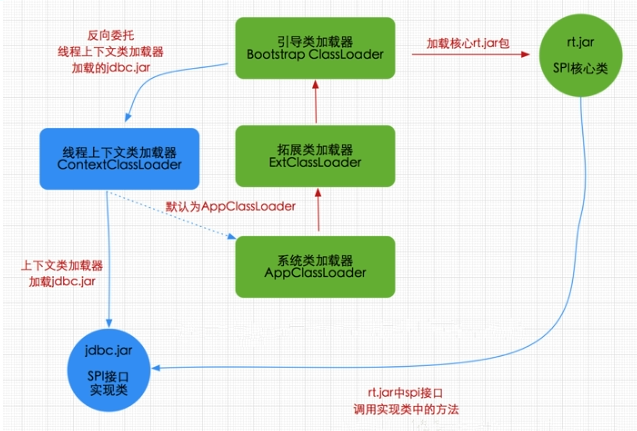 反向委托
线程上下文类加载器
加载的jdbc.jar
引导类加载器
Bootstrap ClassLoader
加载核心rt.jar包
rt.jar
SPI核心类
线程上下文类加载器
ContextClassLoader
拓展类加载器
ExtClassLoader
默认为AppClassLoader
系统类加载器
AppClassLoader
上下文类加载器
加载jdbc.jar
jdbc.jar
SPI接口
实现类
rt.jar中spi接口
调用实现类中的方法